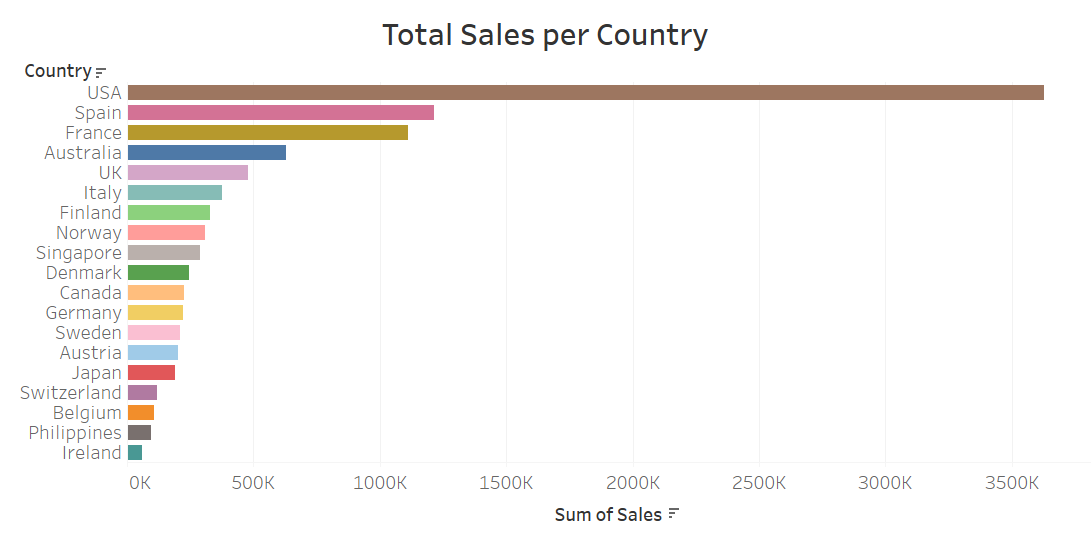 Total Sales per Country
Country
USA
Spain
France
Australia
UK
Italy
Finland
Norway
Singapore
Denmark
Canada
Germany
Sweden
Austria
Japan
Switzerland
Belgium
Philippines
Ireland
0K 500K 1000K 1500K 2000K 2500K 3000K 3500K
Sum of Sales